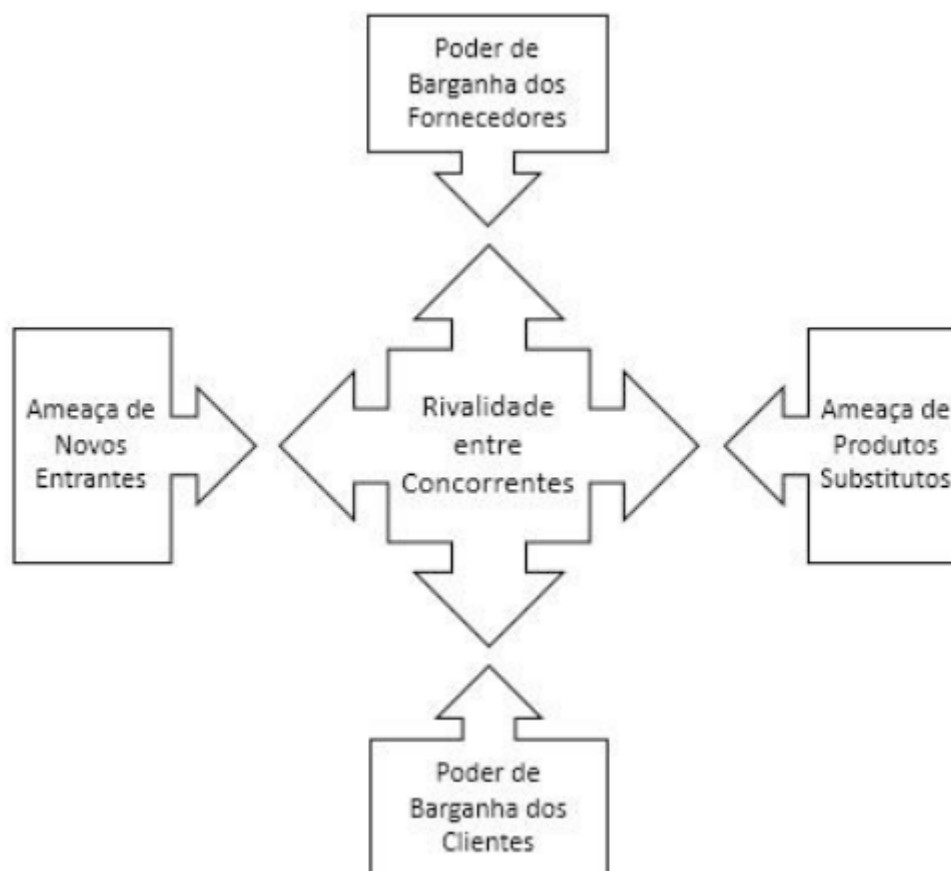 Poder de
Barganha dos
Fornecedores
Ameaça de
Novos
Entrantes
Rivalidade
entre
Concorrentes
Ameaça de
Produtos
Substitutos
Poder de
Barganha dos
Clientes